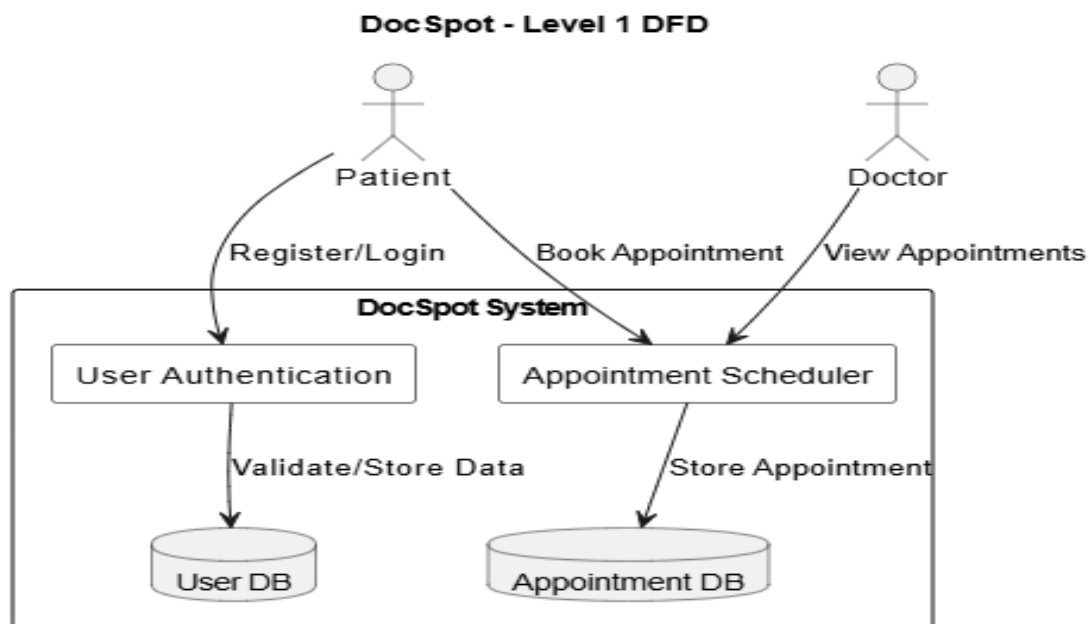 DocSpot - Level 1 DFD
Patient
Doctor
Register/Login
Book Appointment
View Appointments
DocSpot System
User Authentication
Appointment Scheduler
Validate/Store Data
Store Appointment
User DB
Appointment DB